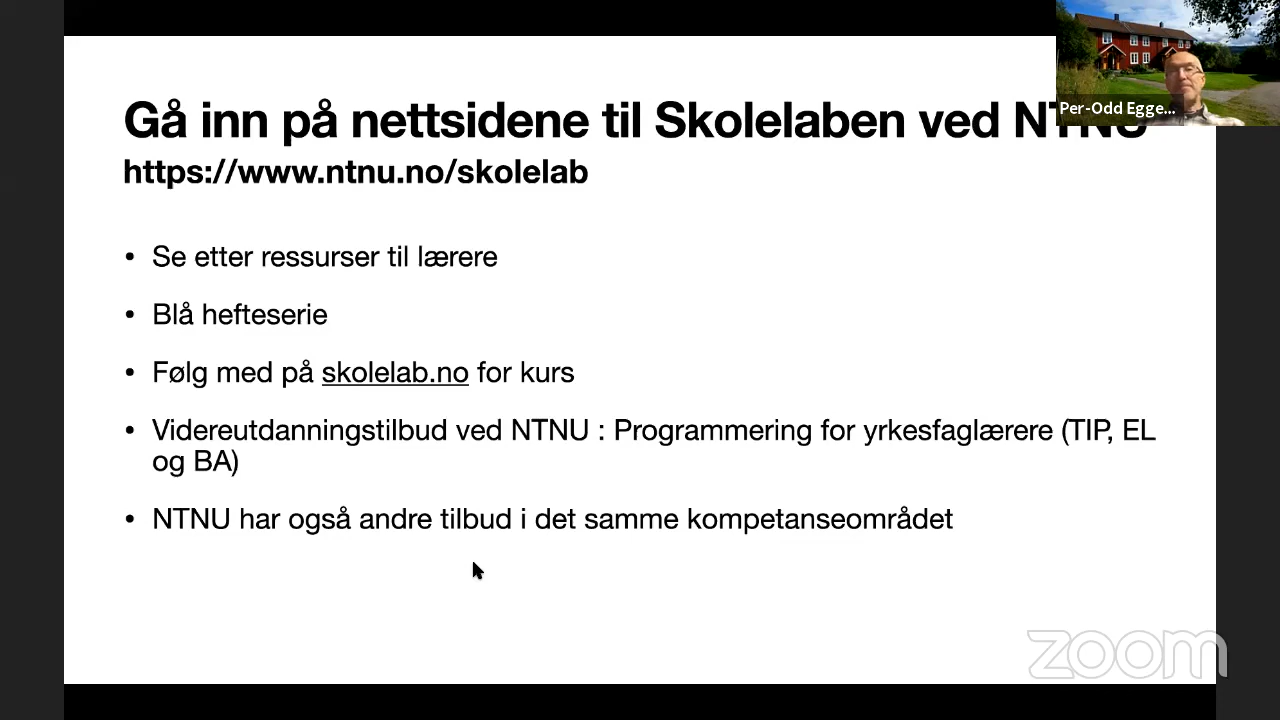 Gå inn på nettsidene til Skolelaben ved NTNU
https://www.ntnu.no/skolelab
• Se etter ressurser til lærere
• Blå hefteserie
• Følg med på skolelab.no for kurs
• Videreutdanningstilbud ved NTNU : Programmering for yrkesfaglærere (TIP, EL
og BA)
• NTNU har også andre tilbud i det samme kompetanseområdet
Per-Odd Egge...
zoom